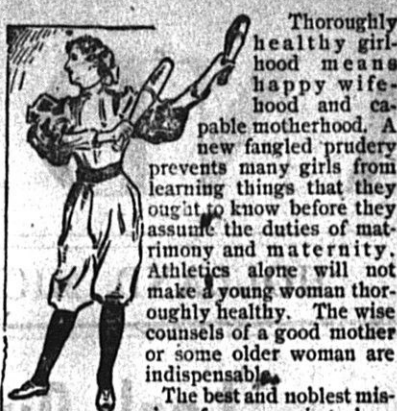 Thoroughly
healthy girl-
hood means
happy wife-
hood and ca-
pable motherhood. A
new fangled prudery
prevents many girls from
learning things that they
ought to know before they
assume the duties of mat-
rimony and maternity.
Athletics alone will not
make a young woman thor-
oughly healthy. The wise
counsels of a good mother
or some older woman are
indispensable.
The best and noblest mis-